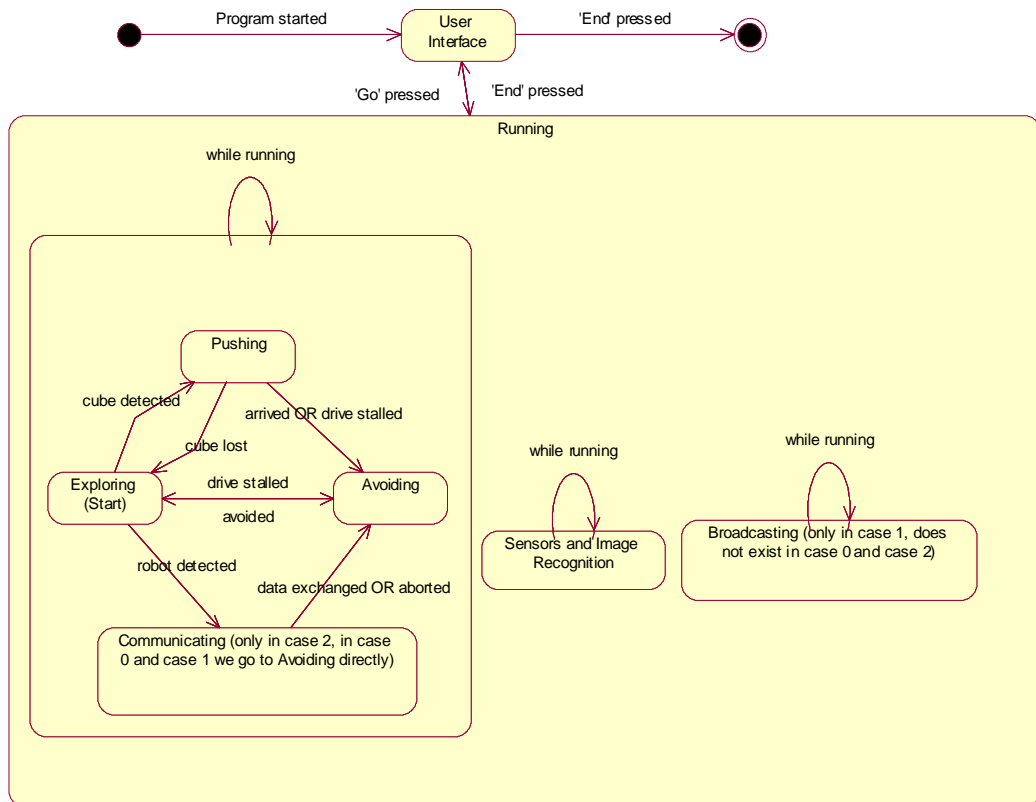 Program started
User
Interface
'End' pressed
'Go' pressed
'End' pressed
Running
while running
Pushing
cube detected
arrived OR drive stalled
cube lost
Exploring
(Start)
drive stalled
avoided
Avoiding
robot detected
data exchanged OR aborted
Communicating (only in case 2, in case
0 and case 1 we go to Avoiding directly)
while running
Sensors and Image
Recognition
while running
Broadcasting (only in case 1, does
not exist in case 0 and case 2)